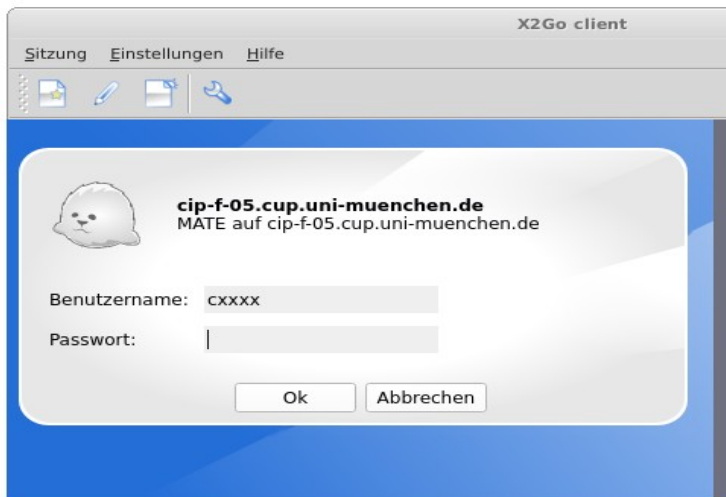 X2Go client
Sitzung Einstellungen Hilfe
cip-f-05.cup.uni-muenchen.de
MATE auf cip-f-05.cup.uni-muenchen.de
Benutzername: cxxxx
Passwort:
Ok Abbrechen